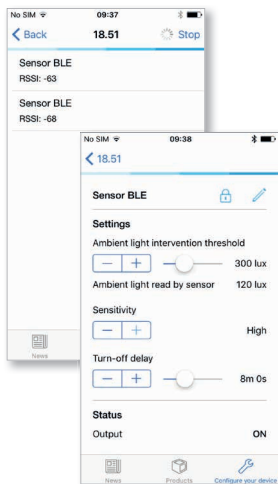 No SIM 09:37
Back 18.51 Stop
Sensor BLE
RSSI: -63
Sensor BLE
RSSI: -68
News
No SIM 09:38
18.51
Sensor BLE
Settings
Ambient light intervention threshold
− + 300 lux
Ambient light read by sensor 120 lux
Sensitivity
− + High
Turn-off delay
− + 8m 0s
Status
Output ON
News Products Configure your device